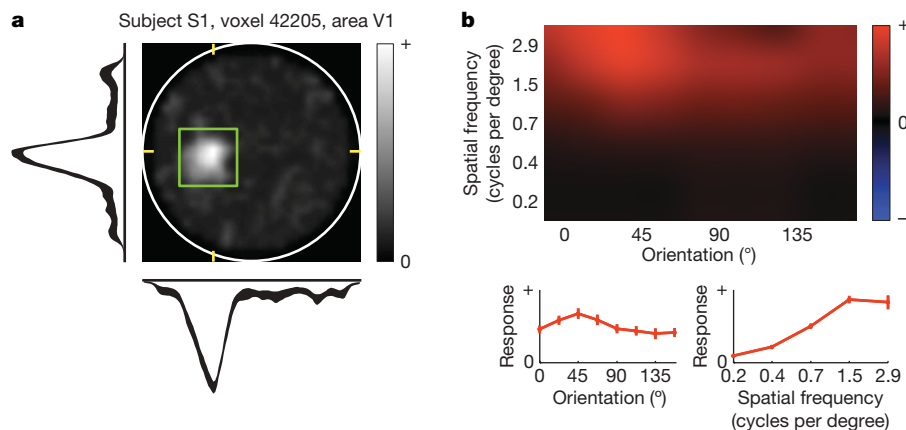 a
Subject S1, voxel 42205, area V1
+
0
b
Spatial frequency
(cycles per degree)
2.9
1.5
0.7
0.4
0.2
0
45
90
135
Orientation (°)
+
0
–
Response
+
0
0
45
90
135
Orientation (°)
Response
+
0
0.2
0.4
0.7
1.5
2.9
Spatial frequency
(cycles per degree)